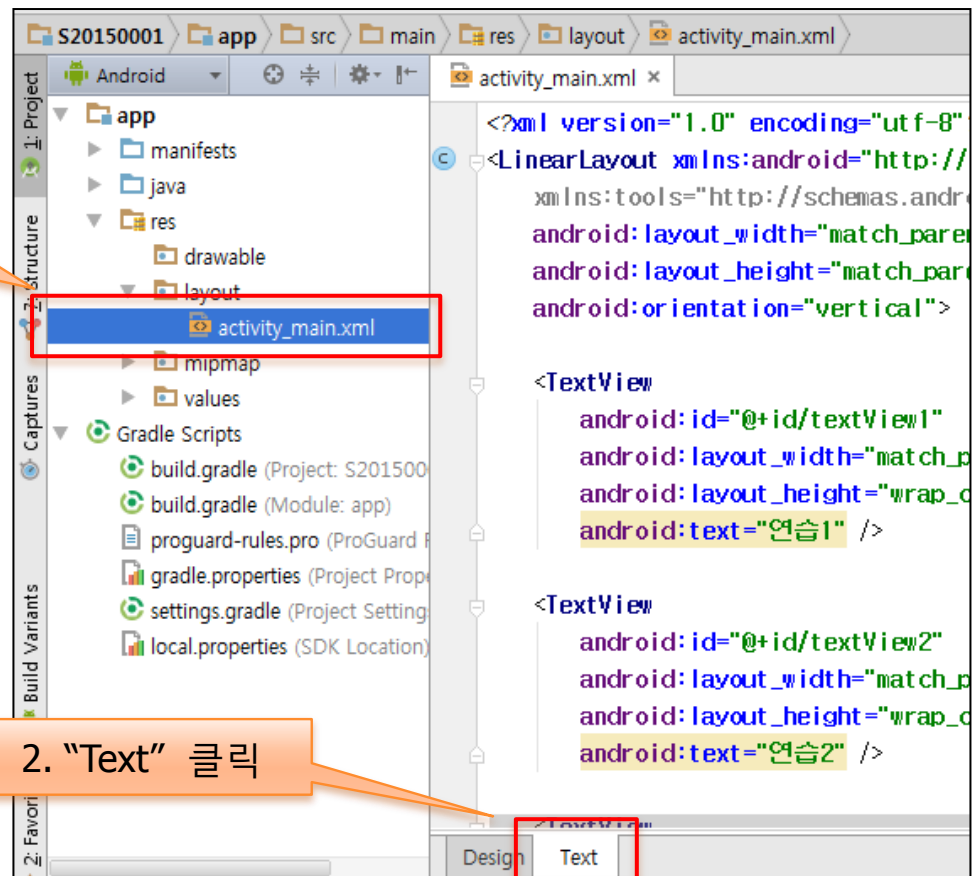 S20150001 app src main res layout activity_main.xml
Android
activity_main.xml
1: Project
app
manifests
java
res
drawable
layout
activity_main.xml
mipmap
values
Gradle Scripts
build.gradle (Project: S201500
build.gradle (Module: app)
proguard-rules.pro (ProGuard
gradle.properties (Project Prope
settings.gradle (Project Setting
local.properties (SDK Location)
Structure
Captures
Build Variants
2: Favori
<?xml version="1.0" encoding="utf-8"
<LinearLayout xmlns:android="http://
xmlns:tools="http://schemas.andr
android:layout_width="match_pare
android:layout_height="match_par
android:orientation="vertical">
<TextView
android:id="@+id/textView1"
android:layout_width="match_p
android:layout_height="wrap_c
android:text="연습1" />
<TextView
android:id="@+id/textView2"
android:layout_width="match_p
android:layout_height="wrap_c
android:text="연습2" />
<TextView
2. "Text" 클릭
Design Text